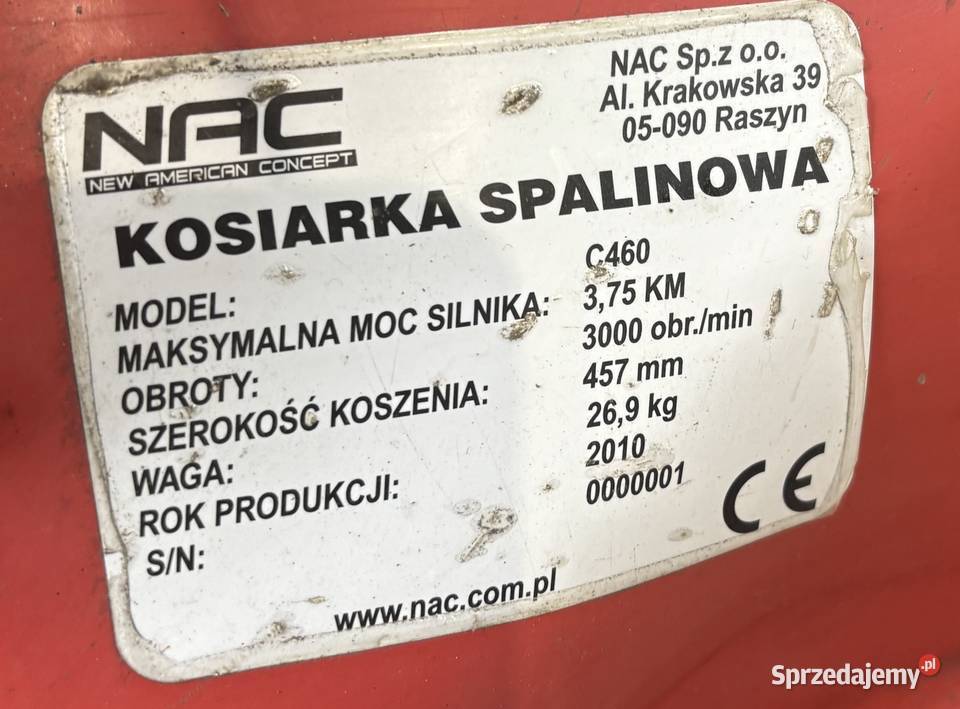 NAC
NEW AMERICAN CONCEPT
NAC Sp.z o.o.
Al. Krakowska 39
05-090 Raszyn
KOSIARKA SPALINOWA
MODEL: C460
MAKSYMALNA MOC SILNIKA: 3,75 KM
OBROTY: 3000 obr./min
SZEROKOŚĆ KOSZENIA: 457 mm
WAGA: 26,9 kg
ROK PRODUKCJI: 2010
S/N: 0000001
CE
www.nac.com.pl
Sprzedajemy.pl